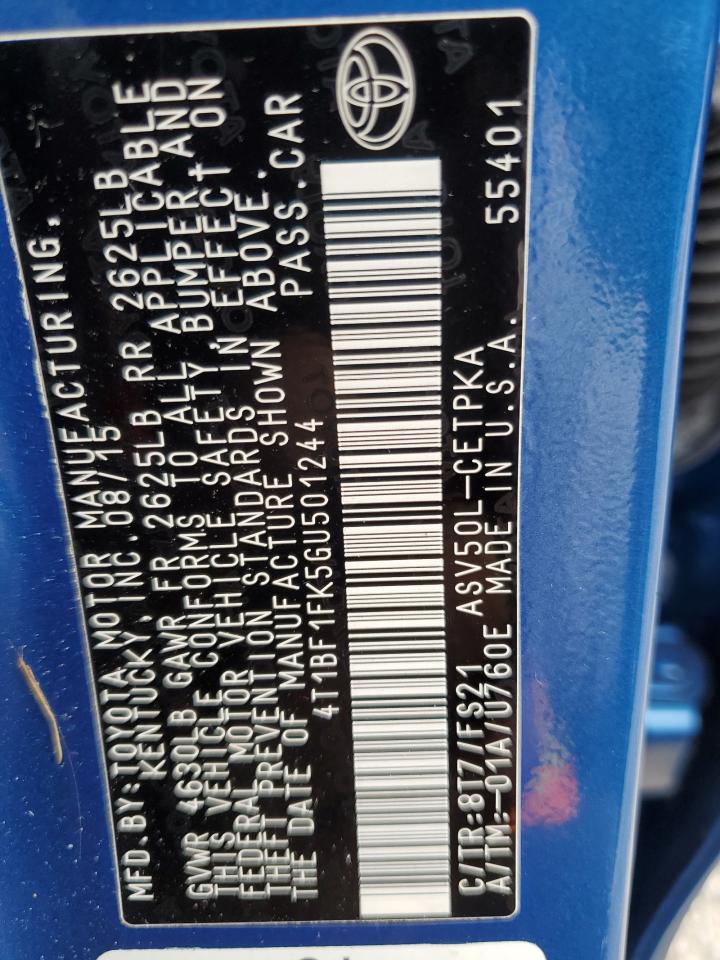 MFD.BY:TOYOTA MOTOR MANUFACTURING,
KENTUCKY,INC.08/15
GVWR 4630LB GAWR FR 2625LB RR 2625LB
THIS VEHICLE CONFORMS TO ALL APPLICABLE
FEDERAL MOTOR VEHICLE SAFETY,BUMPER AND
THEFT PREVENTION STANDARDS IN EFFECT ON
THE DATE OF MANUFACTURE SHOWN ABOVE.
4T1BF1FK5GU501244 PASS.CAR
C/TR:8T7/FS21 ASV50L-CETPKA 55401
A/TM:-01A/U760E MADE IN U.S.A.